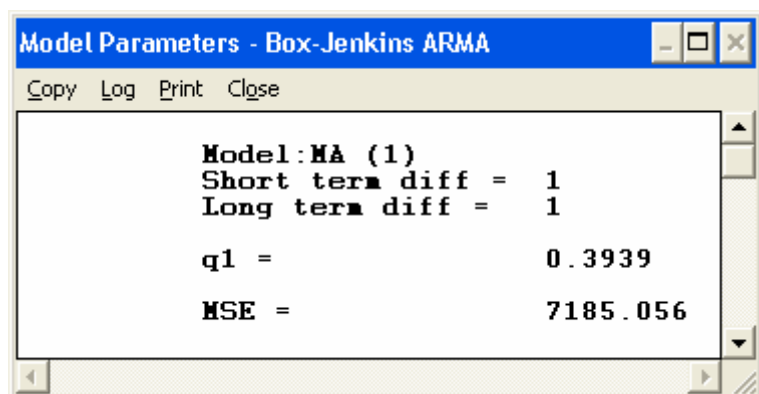 Model Parameters - Box-Jenkins ARMA
Copy Log Print Close
Model:MA (1)
Short term diff = 1
Long term diff = 1
q1 = 0.3939
MSE = 7185.056